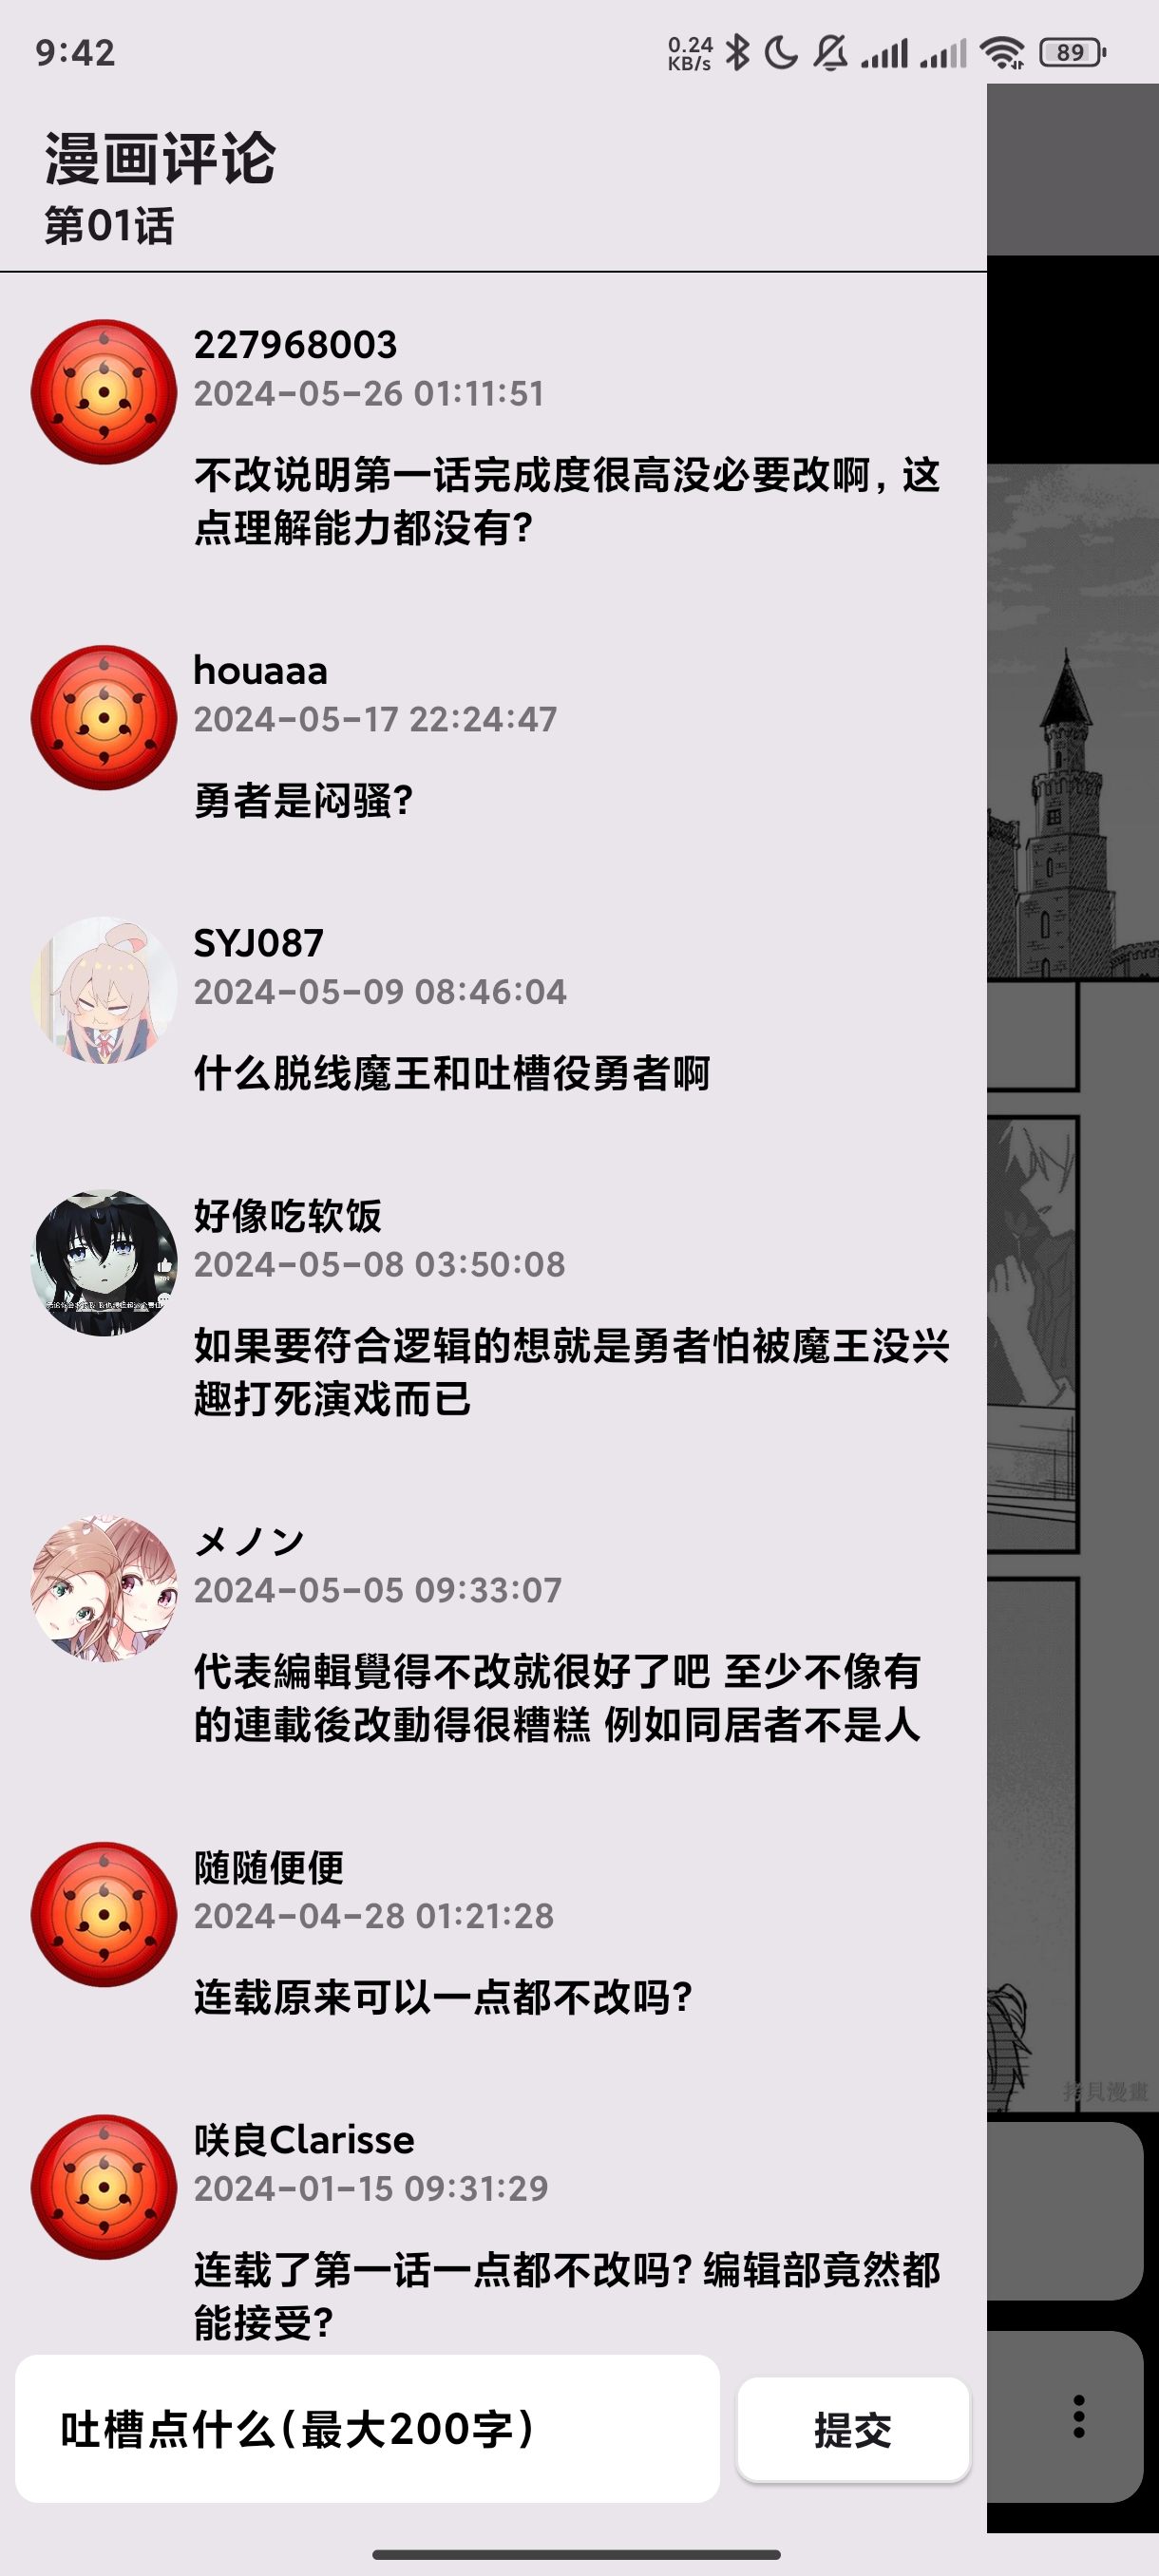 9:42
0.24
KB/s
89
漫画评论
第01话
227968003
2024-05-26 01:11:51
不改说明第一话完成度很高没必要改啊，这
点理解能力都没有？
houaaa
2024-05-17 22:24:47
勇者是闷骚？
SYJ087
2024-05-09 08:46:04
什么脱线魔王和吐槽役勇者啊
好像吃软饭
2024-05-08 03:50:08
如果要符合逻辑的想就是勇者怕被魔王没兴
趣打死演戏而已
メノン
2024-05-05 09:33:07
代表編輯覺得不改就很好了吧 至少不像有
的連載後改動得很糟糕 例如同居者不是人
随随便便
2024-04-28 01:21:28
连载原来可以一点都不改吗？
拷貝漫畫
咲良Clarisse
2024-01-15 09:31:29
连载了第一话一点都不改吗？编辑部竟然都
能接受？
吐槽点什么(最大200字)
提交